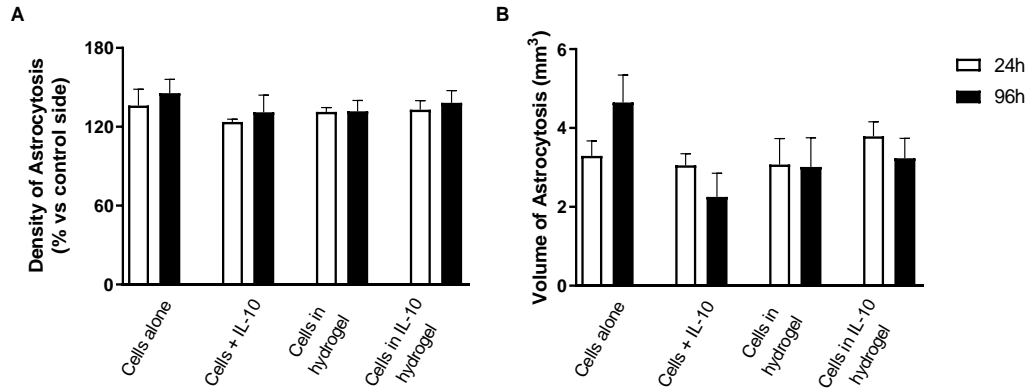 A
Density of Astrocytosis
(% vs control side)
180
120
60
0
Cells alone
Cells + IL-10
Cells in
hydrogel
Cells in IL-10
hydrogel
B
Volume of Astrocytosis (mm³)
6
4
2
0
Cells alone
Cells + IL-10
Cells in
hydrogel
Cells in IL-10
hydrogel
24h
96h